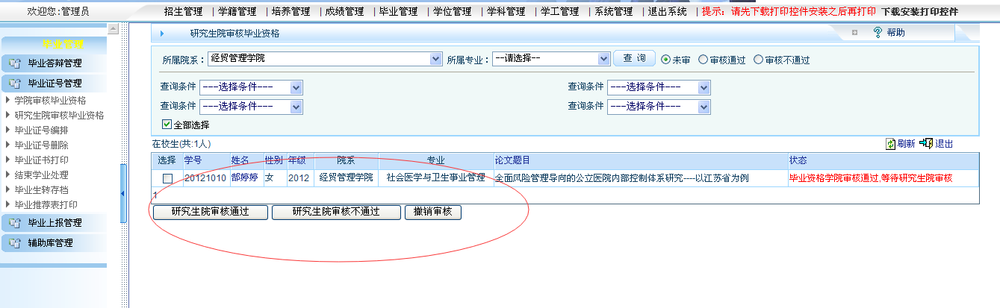 欢迎您:管理员
招生管理 | 学籍管理 | 培养管理 | 成绩管理 | 毕业管理 | 学位管理 | 学科管理 | 学工管理 | 系统管理 | 退出系统 | 提示：请先下载打印控件安装之后再打印 下载安装打印控件
毕业管理
毕业答辩管理
毕业证号管理
学院审核毕业资格
研究生院审核毕业资格
毕业证号编排
毕业证号删除
毕业证书打印
结束学业处理
毕业生转存档
毕业推荐表打印
毕业上报管理
辅助库管理
研究生院审核毕业资格
帮助
所属院系： 经贸管理学院 所属专业： --请选择-- 查 询 未审 审核通过 审核不通过
查询条件 ---选择条件--- 查询条件 ---选择条件---
查询条件 ---选择条件--- 查询条件 ---选择条件---
全部选择
在校生(共:1人) 刷新 退出
选择 学号 姓名 性别 年级 院系 专业 论文题目 状态
20121010 郜婷婷 女 2012 经贸管理学院 社会医学与卫生事业管理 全面风险管理导向的公立医院内部控制体系研究----以江苏省为例 毕业资格学院审核通过,等待研究生院审核
1
研究生院审核通过 研究生院审核不通过 撤销审核